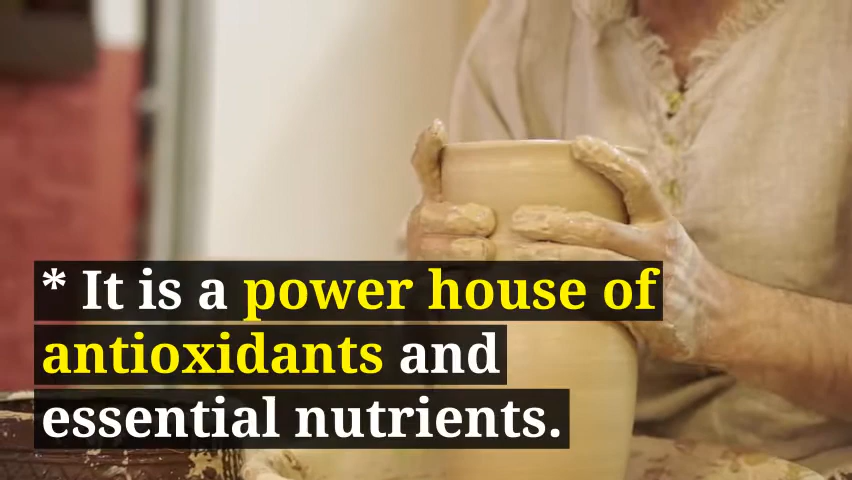 * It is a power house of
antioxidants and
essential nutrients.